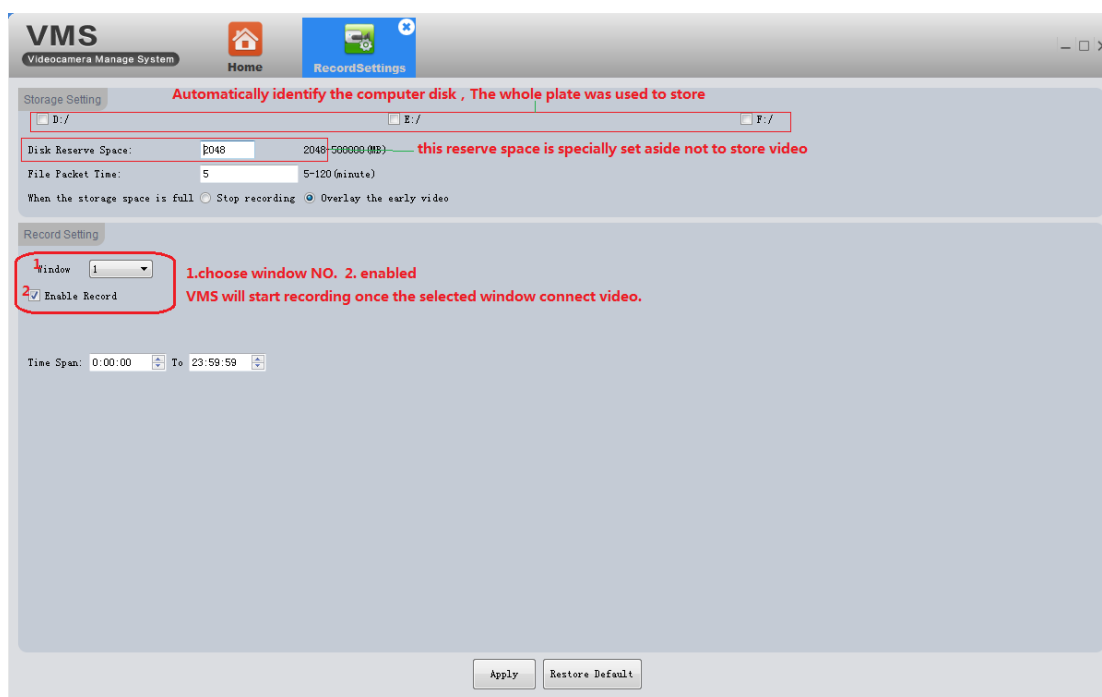 VMS
Videocamera Manage System
Home
RecordSettings
Storage Setting
Automatically identify the computer disk , The whole plate was used to store
D:/ E:/ F:/
Disk Reserve Space: 2048 2048-500000(MB) this reserve space is specially set aside not to store video
File Packet Time: 5 5-120(minute)
When the storage space is full Stop recording Overlay the early video
Record Setting
1 Window 1
1.choose window NO. 2. enabled
2 Enable Record
VMS will start recording once the selected window connect video.
Time Span: 0:00:00 To 23:59:59
Apply Restore Default